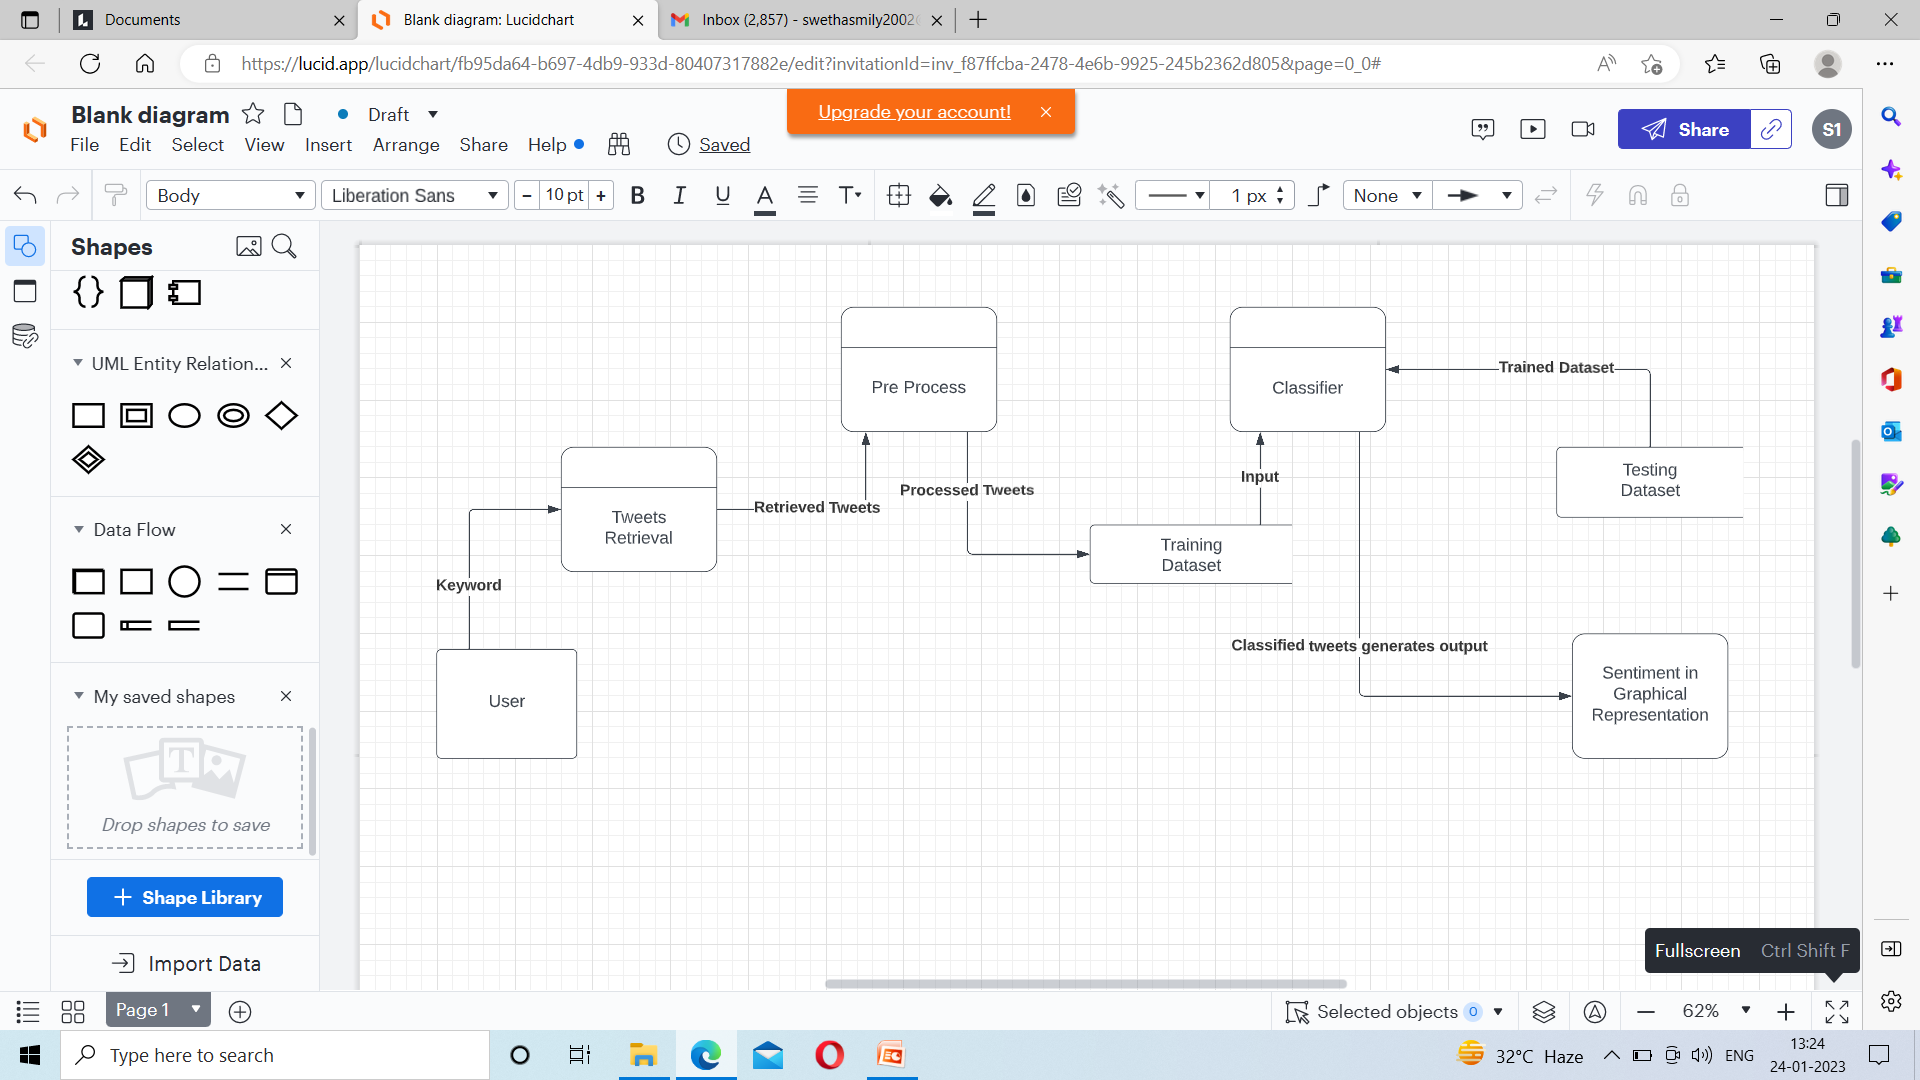 Documents
Blank diagram: Lucidchart
Inbox (2,857) - swethasmily2002
https://lucid.app/lucidchart/fb95da64-b697-4db9-933d-80407317882e/edit?invitationId=inv_f87ffcba-2478-4e6b-9925-245b2362d805&page=0_0#
Blank diagram
Draft
Upgrade your account!
Share
S1
File Edit Select View Insert Arrange Share Help Saved
Body
Liberation Sans
10 pt
B I U A T
1 px
None
Shapes
UML Entity Relation...
Data Flow
My saved shapes
T
Drop shapes to save
Shape Library
Import Data
Pre Process
Classifier
Trained Dataset
Tweets
Retrieval
Retrieved Tweets
Processed Tweets
Input
Testing
Dataset
Training
Dataset
Keyword
User
Classified tweets generates output
Sentiment in
Graphical
Representation
Fullscreen Ctrl Shift F
Page 1
Selected objects 0
62%
Type here to search
32°C Haze
ENG
13:24
24-01-2023